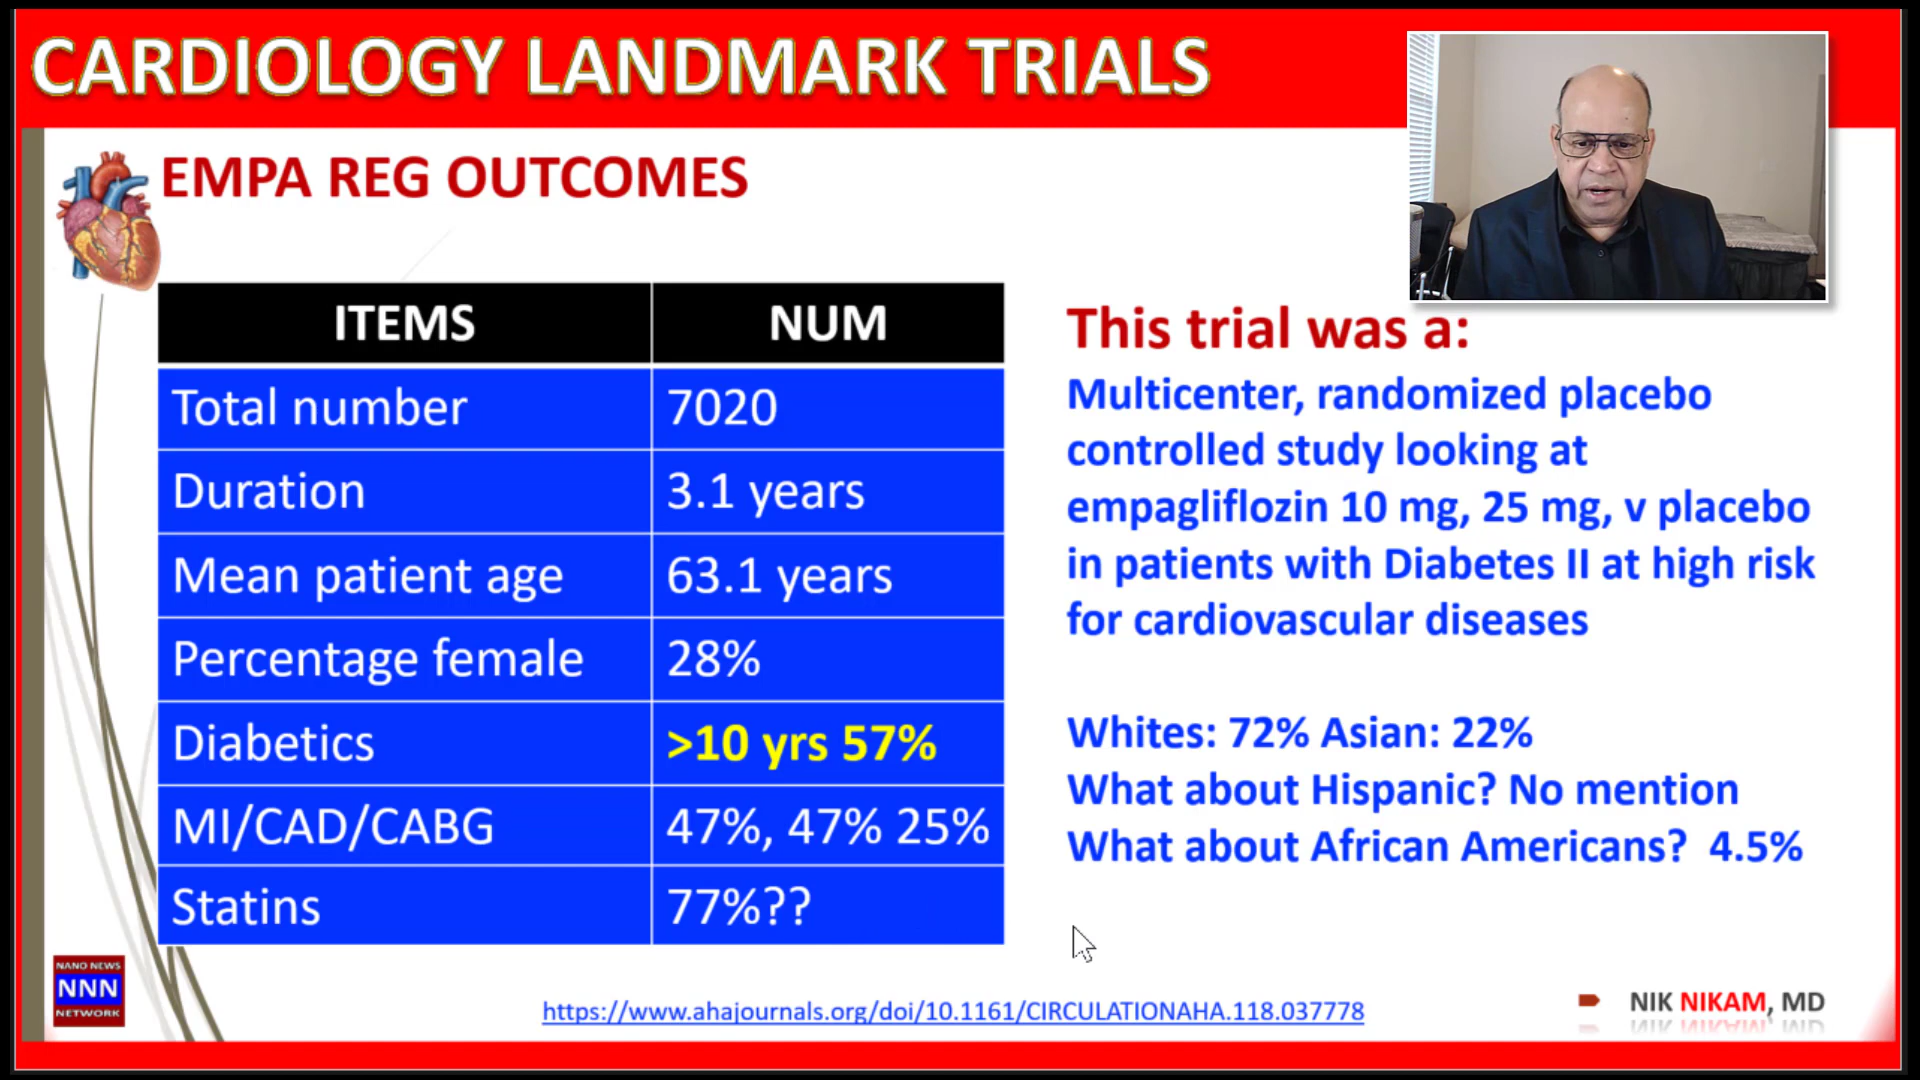 CARDIOLOGY LANDMARK TRIALS
EMPA REG OUTCOMES
ITEMS NUM
Total number 7020
Duration 3.1 years
Mean patient age 63.1 years
Percentage female 28%
Diabetics >10 yrs 57%
MI/CAD/CABG 47%, 47% 25%
Statins 77%??
This trial was a:
Multicenter, randomized placebo
controlled study looking at
empagliflozin 10 mg, 25 mg, v placebo
in patients with Diabetes II at high risk
for cardiovascular diseases
Whites: 72% Asian: 22%
What about Hispanic? No mention
What about African Americans? 4.5%
NANO NEWS
NNN
NETWORK
https://www.ahajournals.org/doi/10.1161/CIRCULATIONAHA.118.037778
NIK NIKAM, MD